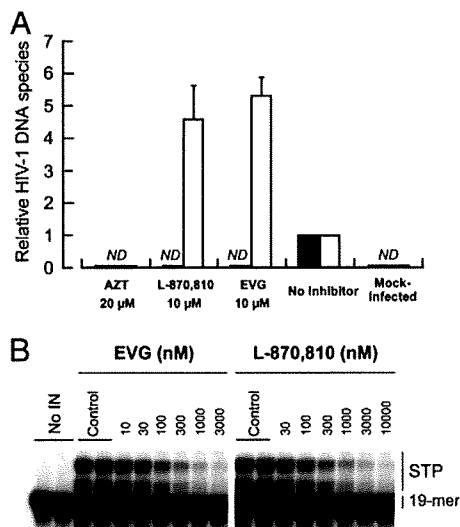 A
Relative HIV-1 DNA species
7
6
5
4
3
2
1
0
ND ND ND ND
AZT 20 µM
L-870,810 10 µM
EVG 10 µM
No Inhibitor
Mock-Infected
B
EVG (nM) L-870,810 (nM)
No IN Control 10 30 100 300 1000 3000 Control 30 100 300 1000 3000 10000
STP
19-mer